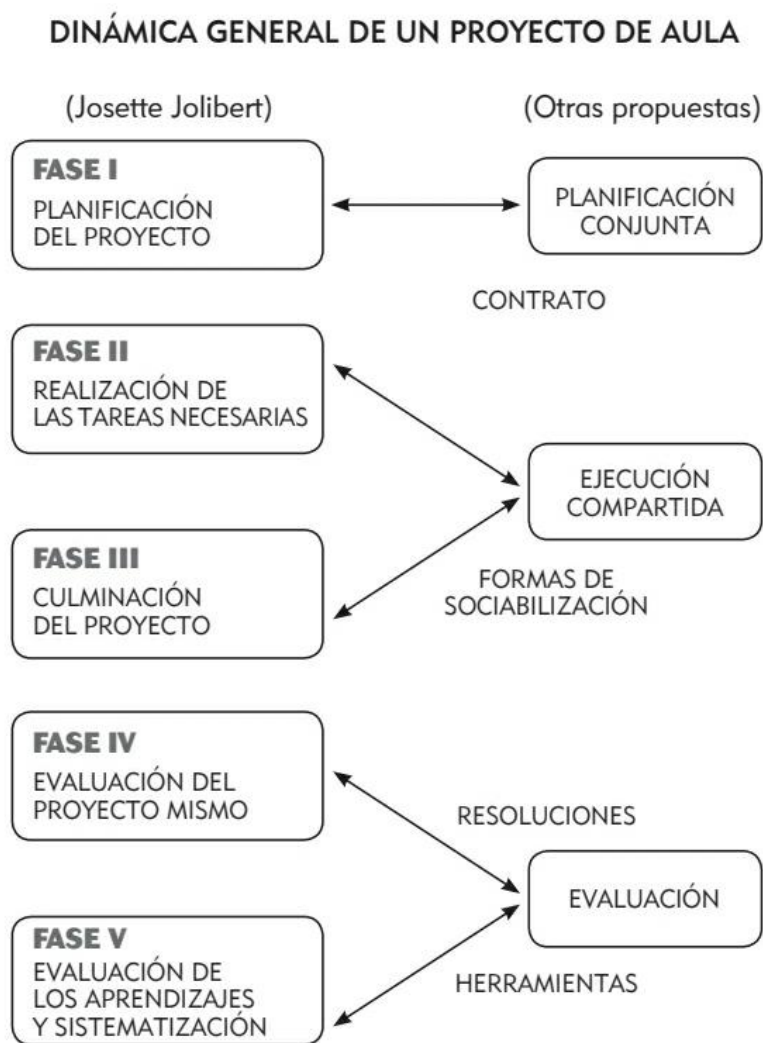 DINÁMICA GENERAL DE UN PROYECTO DE AULA
(Josette Jolibert)
(Otras propuestas)
FASE I
PLANIFICACIÓN
DEL PROYECTO
PLANIFICACIÓN
CONJUNTA
CONTRATO
FASE II
REALIZACIÓN DE
LAS TAREAS NECESARIAS
EJECUCIÓN
COMPARTIDA
FASE III
CULMINACIÓN
DEL PROYECTO
FORMAS DE
SOCIABILIZACIÓN
FASE IV
EVALUACIÓN DEL
PROYECTO MISMO
RESOLUCIONES
EVALUACIÓN
FASE V
EVALUACIÓN DE
LOS APRENDIZAJES
Y SISTEMATIZACIÓN
HERRAMIENTAS